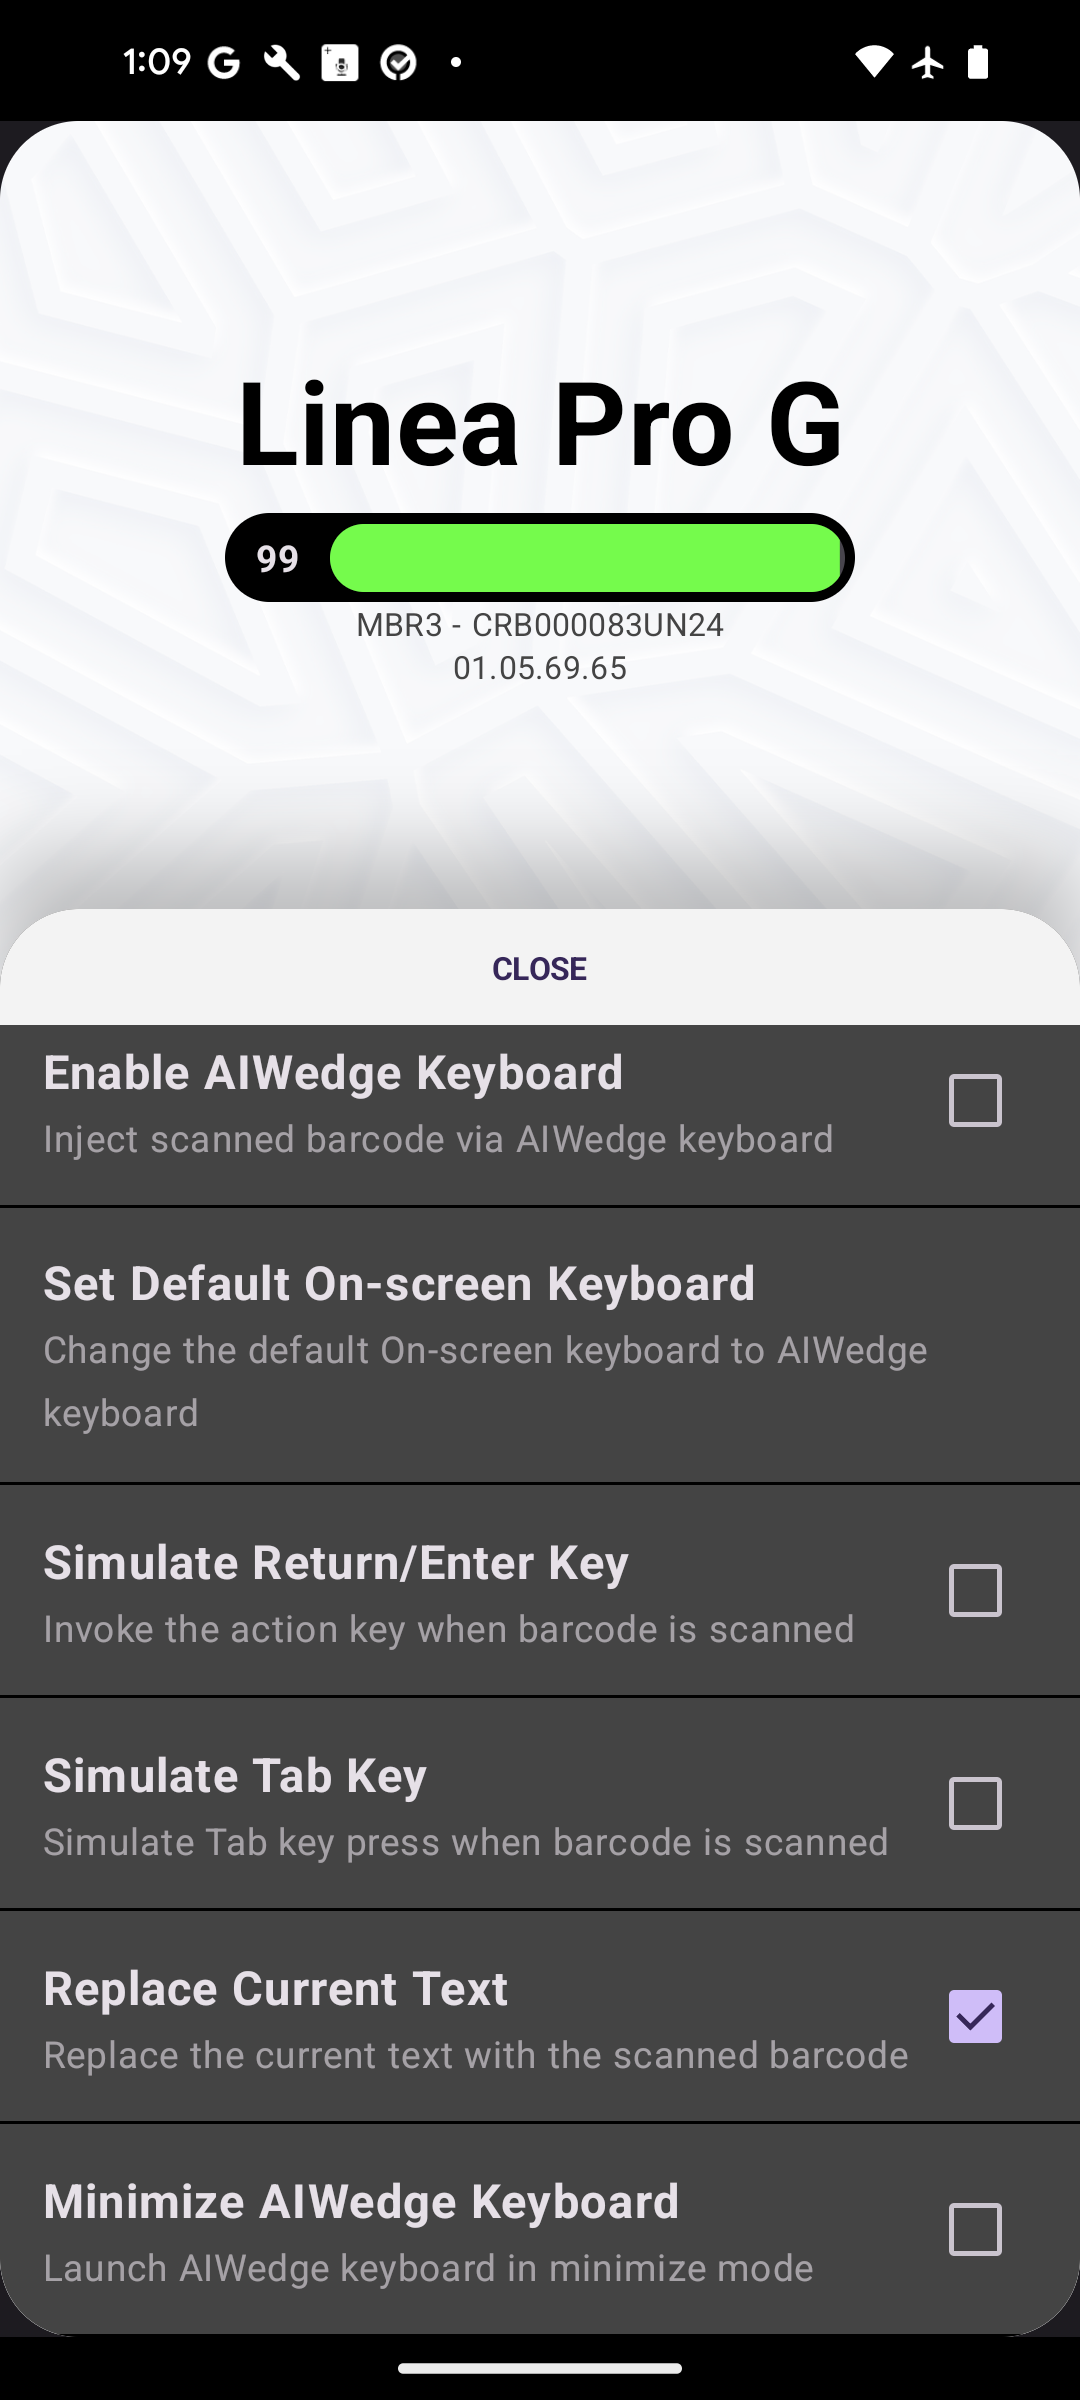 1:09
Linea Pro G
99
MBR3 - CRB000083UN24
01.05.69.65
CLOSE
Enable AIWedge Keyboard
Inject scanned barcode via AIWedge keyboard
Set Default On-screen Keyboard
Change the default On-screen keyboard to AIWedge
keyboard
Simulate Return/Enter Key
Invoke the action key when barcode is scanned
Simulate Tab Key
Simulate Tab key press when barcode is scanned
Replace Current Text
Replace the current text with the scanned barcode
Minimize AIWedge Keyboard
Launch AIWedge keyboard in minimize mode